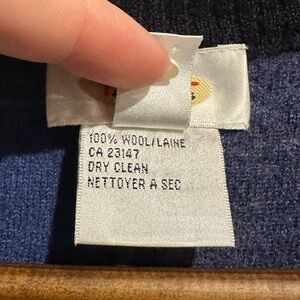 100% WOOL/LAINE
CA 23147
DRY CLEAN
NETTOYER A SEC